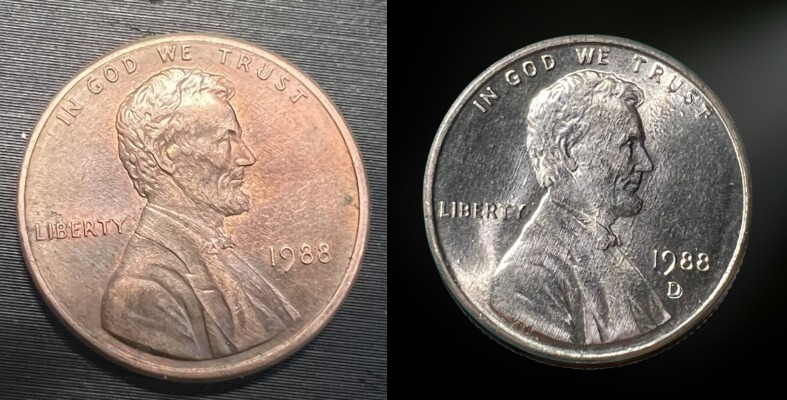 IN GOD WE TRUST
LIBERTY
1988
IN GOD WE TRUST
LIBERTY
1988
D